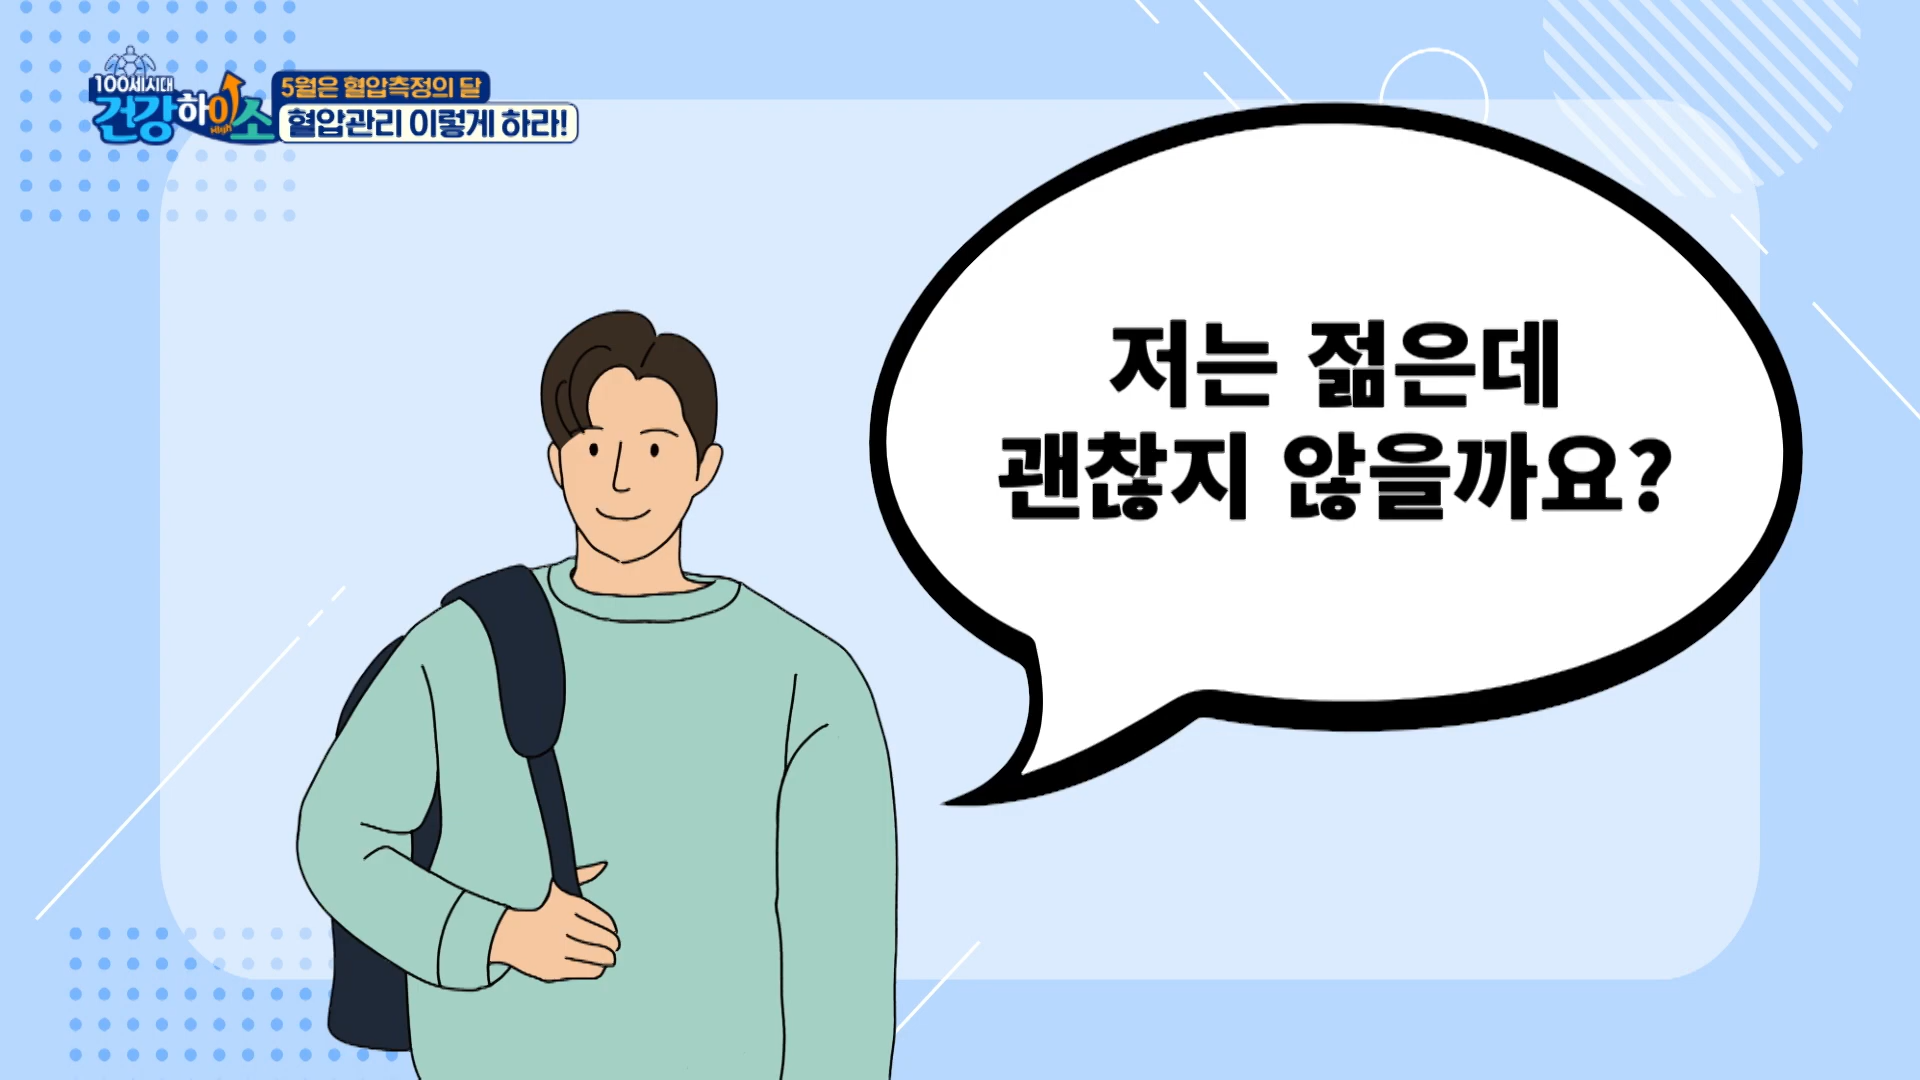 100세시대
건강하이소
High
5월은 혈압측정의 달
혈압관리 이렇게 하라!
저는 젊은데
괜찮지 않을까요?